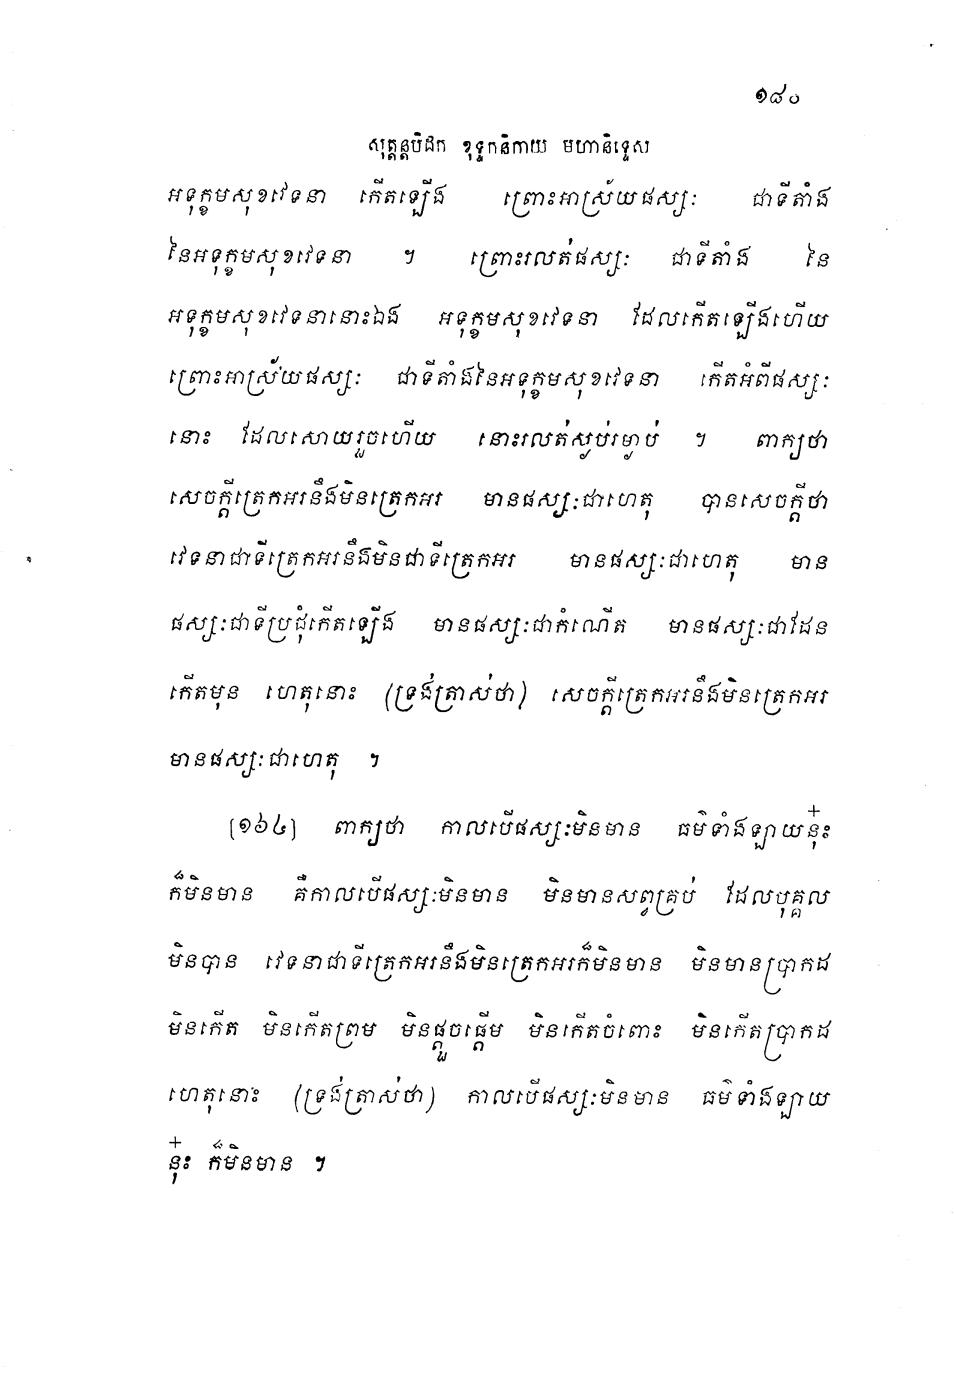 ១៨០
សុត្តន្តបិដក ខុទ្ទកនិកាយ មហានិទ្ទេស
អទុក្ខមសុខវេទនា កើតឡើង ព្រោះអាស្រ័យផស្សៈ ជាទីតាំង
នៃអទុក្ខមសុខវេទនា ។ ព្រោះរលត់ផស្សៈ ជាទីតាំង នៃ
អទុក្ខមសុខវេទនានោះឯង អទុក្ខមសុខវេទនា ដែលកើតឡើងហើយ
ព្រោះអាស្រ័យផស្សៈ ជាទីតាំងនៃអទុក្ខមសុខវេទនា កើតអំពីផស្សៈ
នោះ ដែលសោយរួចហើយ នោះរលត់ស្ងប់រម្ងាប់ ។ ពាក្យថា
សេចក្តីត្រេកអរនឹងមិនត្រេកអរ មានផស្សៈជាហេតុ បានសេចក្តីថា
វេទនាជាទីត្រេកអរនឹងមិនជាទីត្រេកអរ មានផស្សៈជាហេតុ មាន
ផស្សៈជាទីប្រជុំកើតឡើង មានផស្សៈជាកំណើត មានផស្សៈជាដែន
កើតមុន ហេតុនោះ (ទ្រង់ត្រាស់ថា) សេចក្តីត្រេកអរនឹងមិនត្រេកអរ
មានផស្សៈជាហេតុ ។
[១៦៤] ពាក្យថា កាលបើផស្សៈមិនមាន ធម៌ទាំងឡាយ+នុ៎ះ
ក៏មិនមាន គឺកាលបើផស្សៈមិនមាន មិនមានសព្វគ្រប់ ដែលបុគ្គល
មិនបាន វេទនាជាទីត្រេកអរនឹងមិនត្រេកអរក៏មិនមាន មិនមានប្រាកដ
មិនកើត មិនកើតព្រម មិនផ្តួចផ្តើម មិនកើតចំពោះ មិនកើតប្រាកដ
ហេតុនោះ (ទ្រង់ត្រាស់ថា) កាលបើផស្សៈមិនមាន ធម៌ទាំងឡាយ
នុ៎ះ ក៏មិនមាន ។